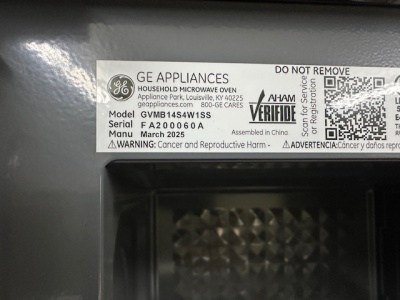 DO NOT REMOVE
GE APPLIANCES
HOUSEHOLD MICROWAVE OVEN
Appliance Park, Louisville, KY 40225
geappliances.com 800-GE CARES
Model GVMB14S4W1SS
Serial FA200060A
Manu March 2025
AHAM
VERIFIDE
Assembled in China
Scan for Service
or Registration
⚠WARNING: Cancer and Reproductive Harm -
⚠ADVERTENCIA: Cáncer y daños